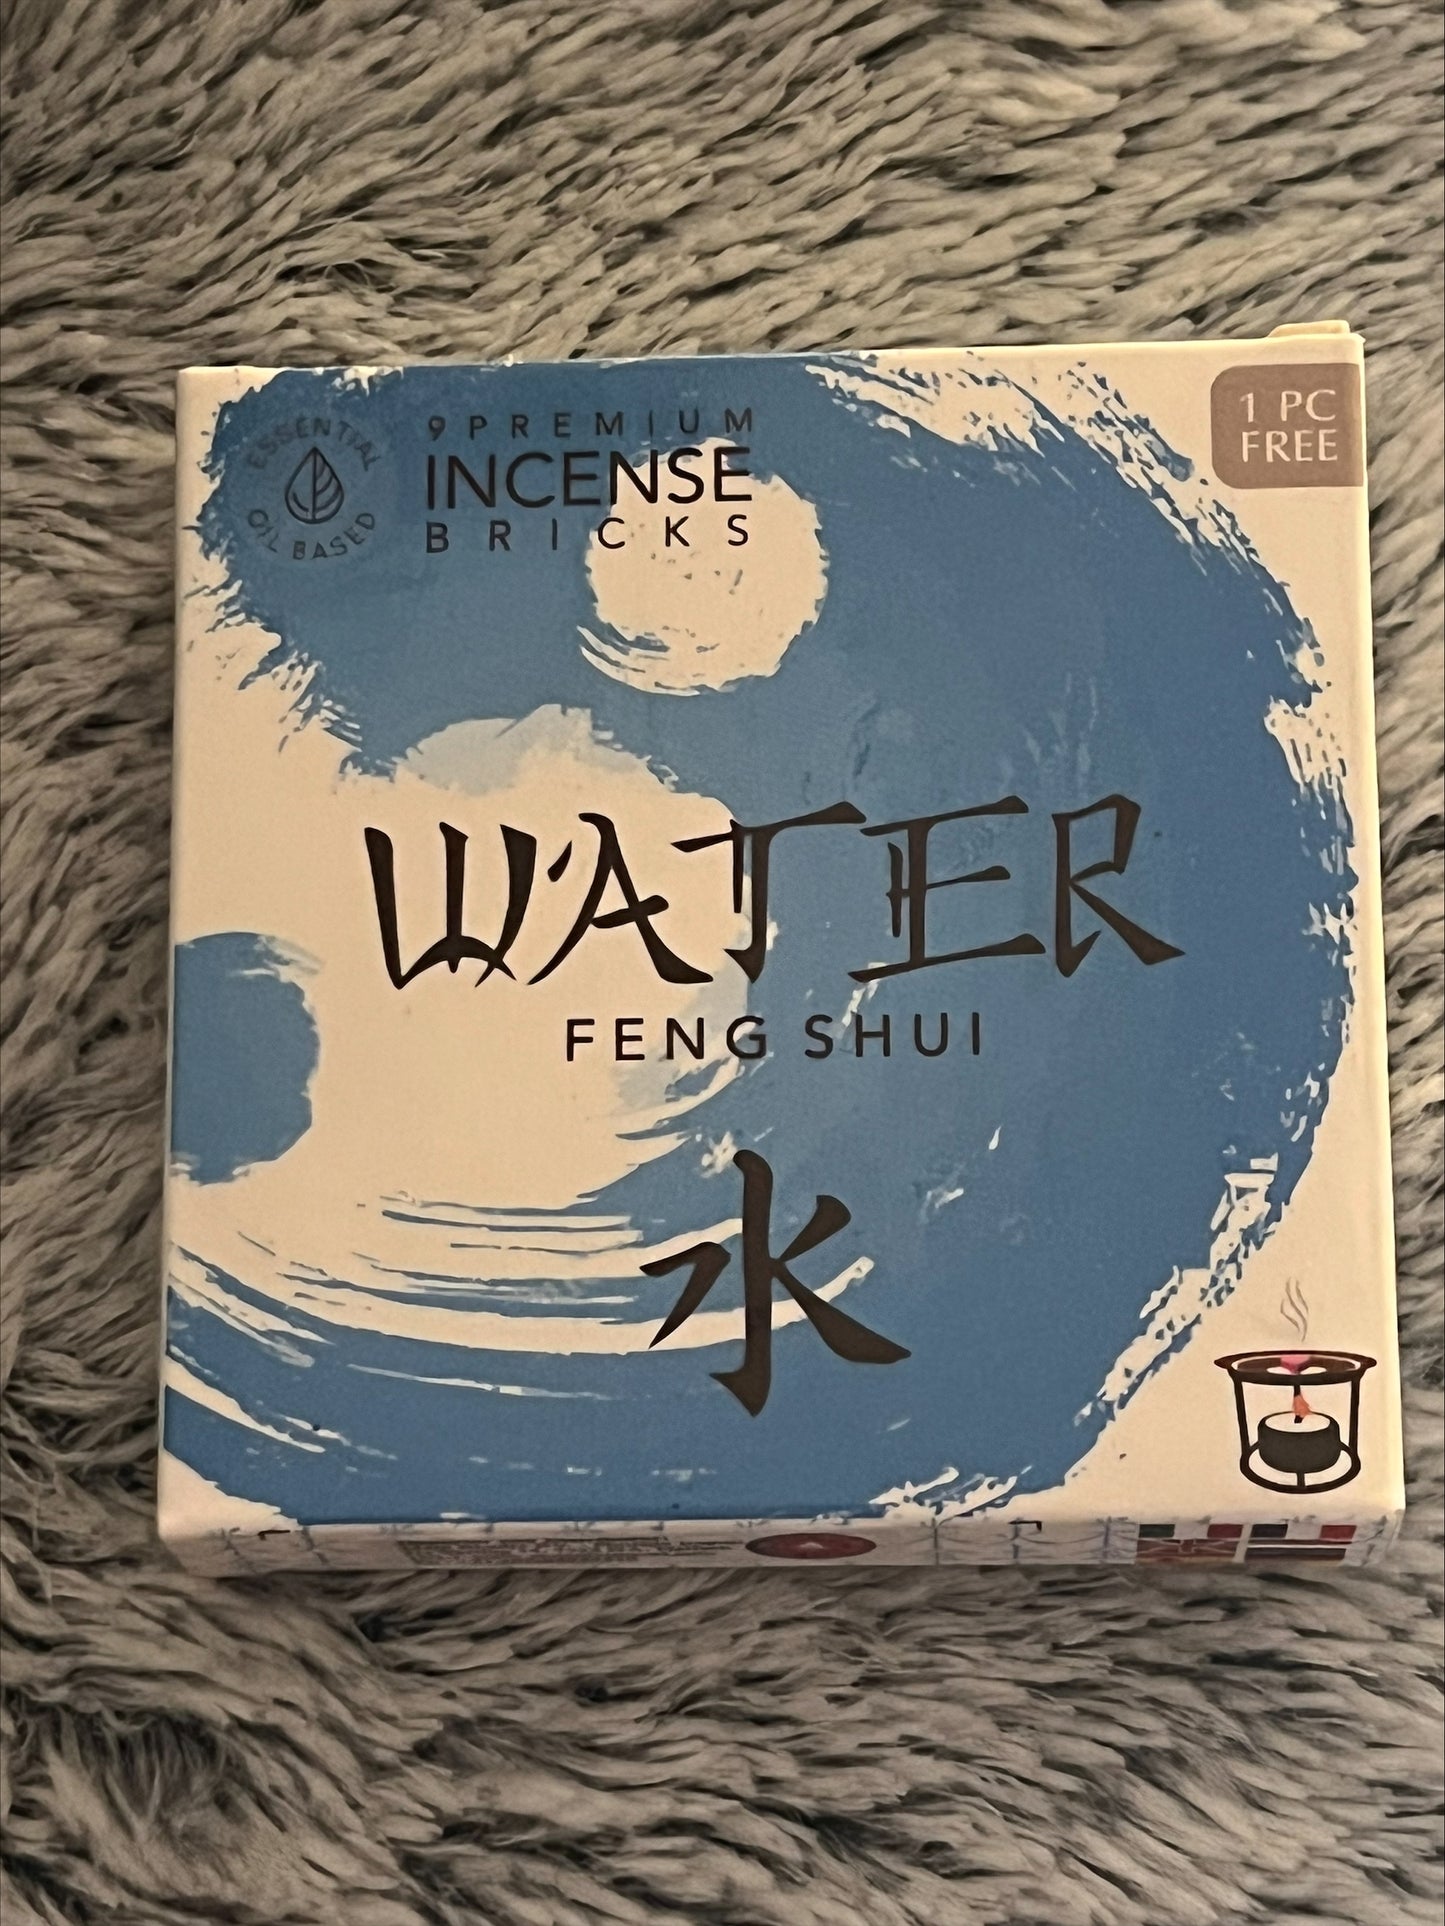 ESSENTIAL
OIL BASED
9 PREMIUM
INCENSE
BRICKS
1 PC
FREE
WATER
FENG SHUI
水